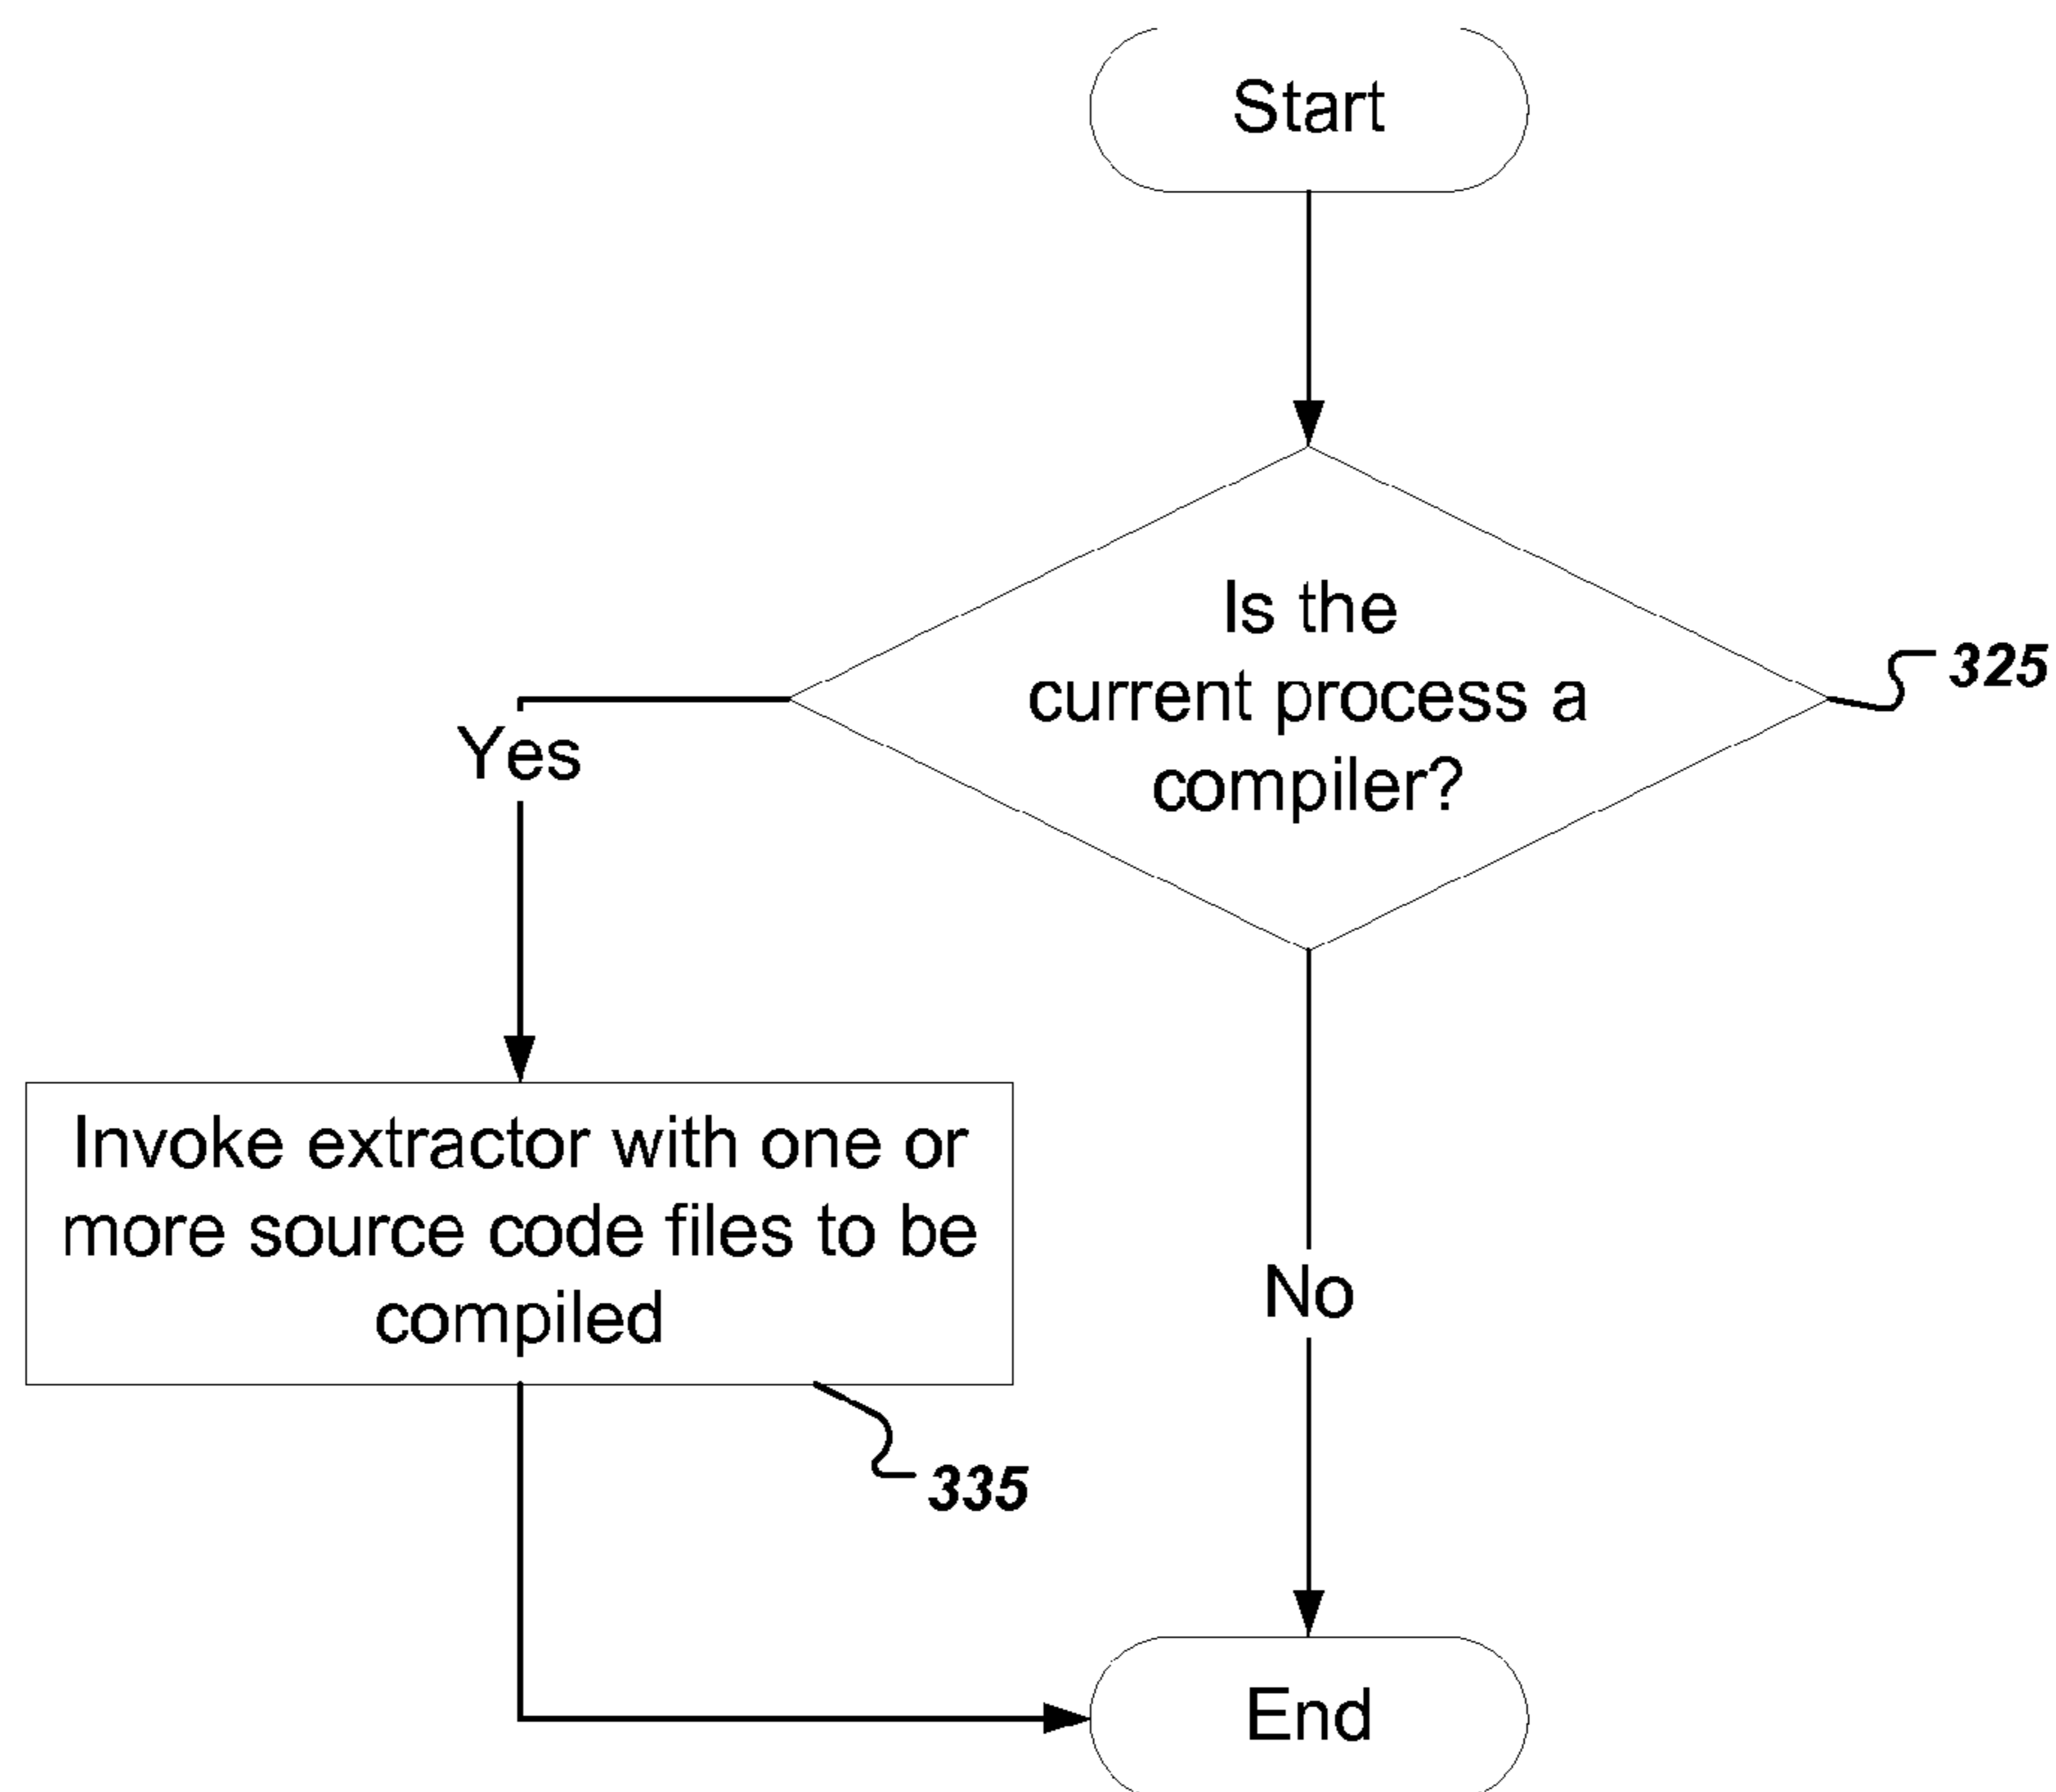 Start
Is the
current process a
compiler?
325
Yes
Invoke extractor with one or
more source code files to be
compiled
No
335
End